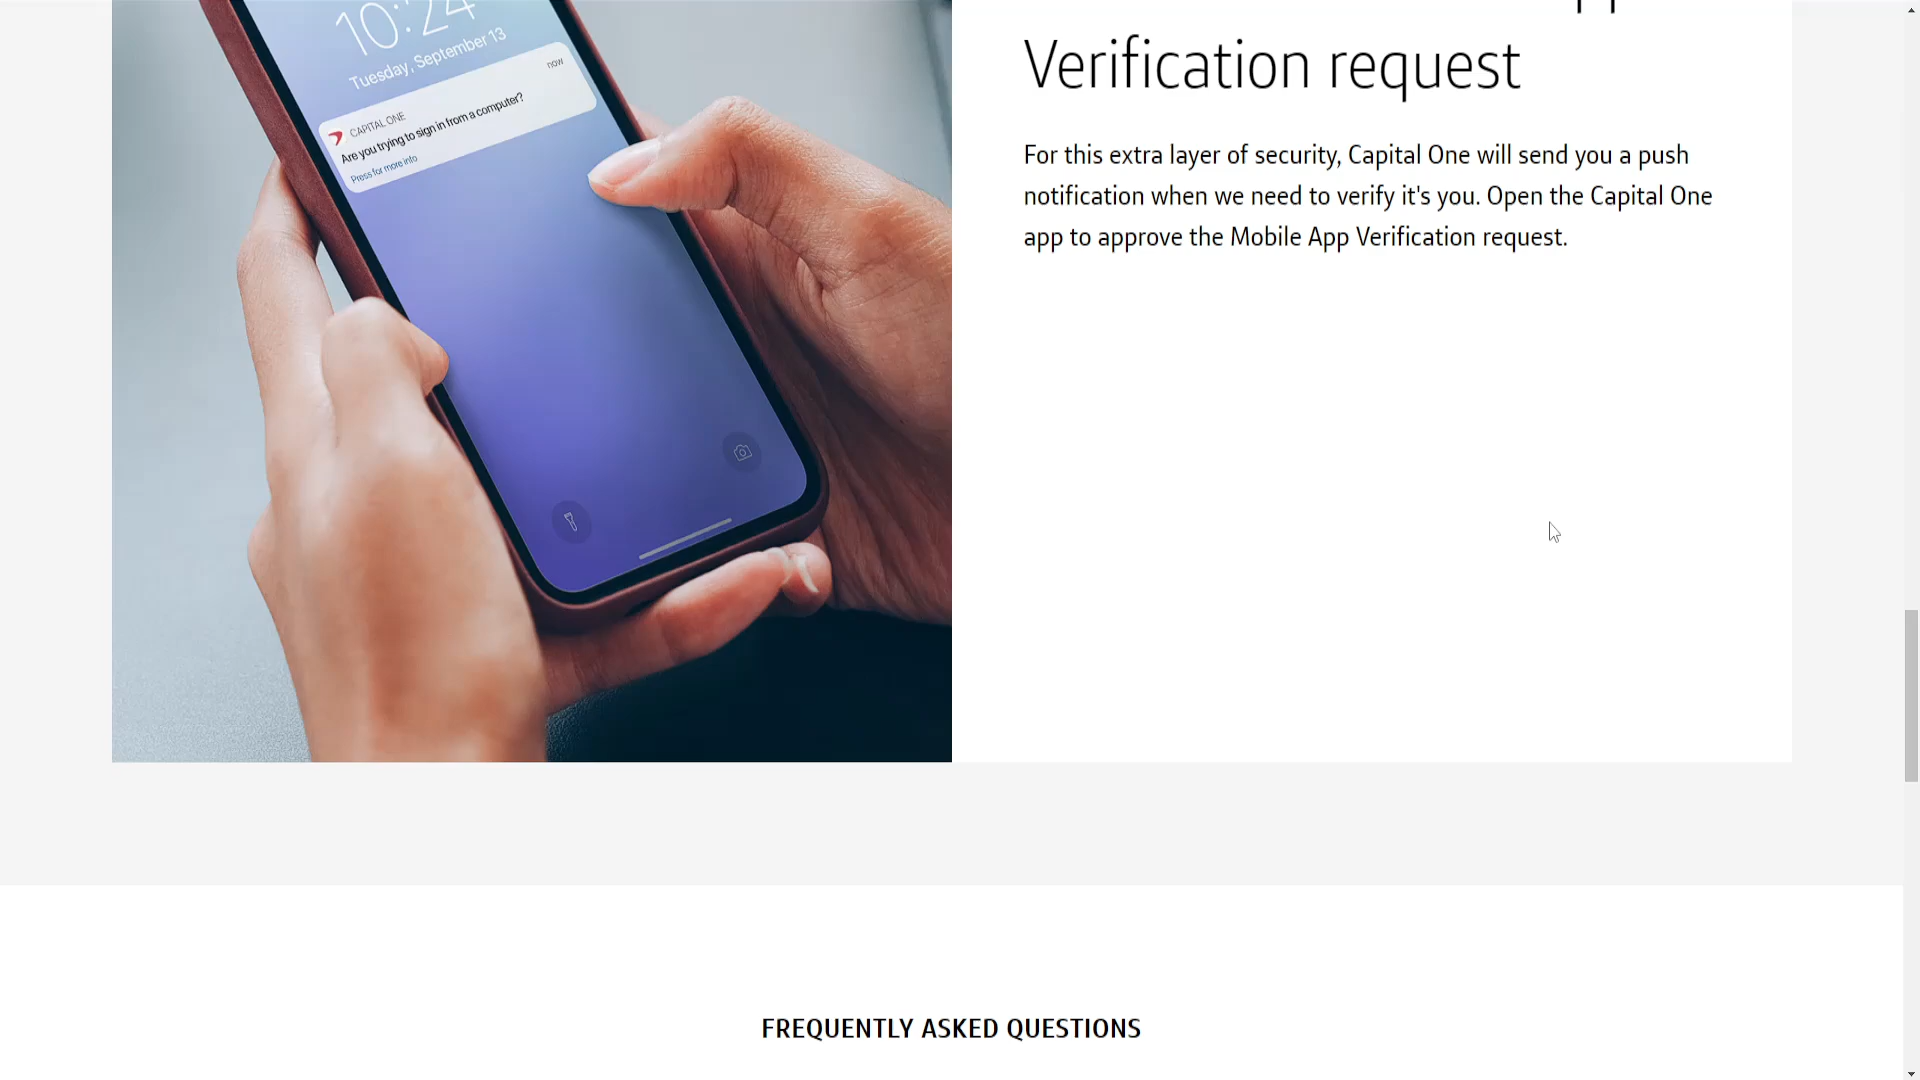 Verification request
For this extra layer of security, Capital One will send you a push
notification when we need to verify it's you. Open the Capital One
app to approve the Mobile App Verification request.
10:24
Tuesday, September 13
CAPITAL ONE
now
Are you trying to sign in from a computer?
Press for more info
FREQUENTLY ASKED QUESTIONS